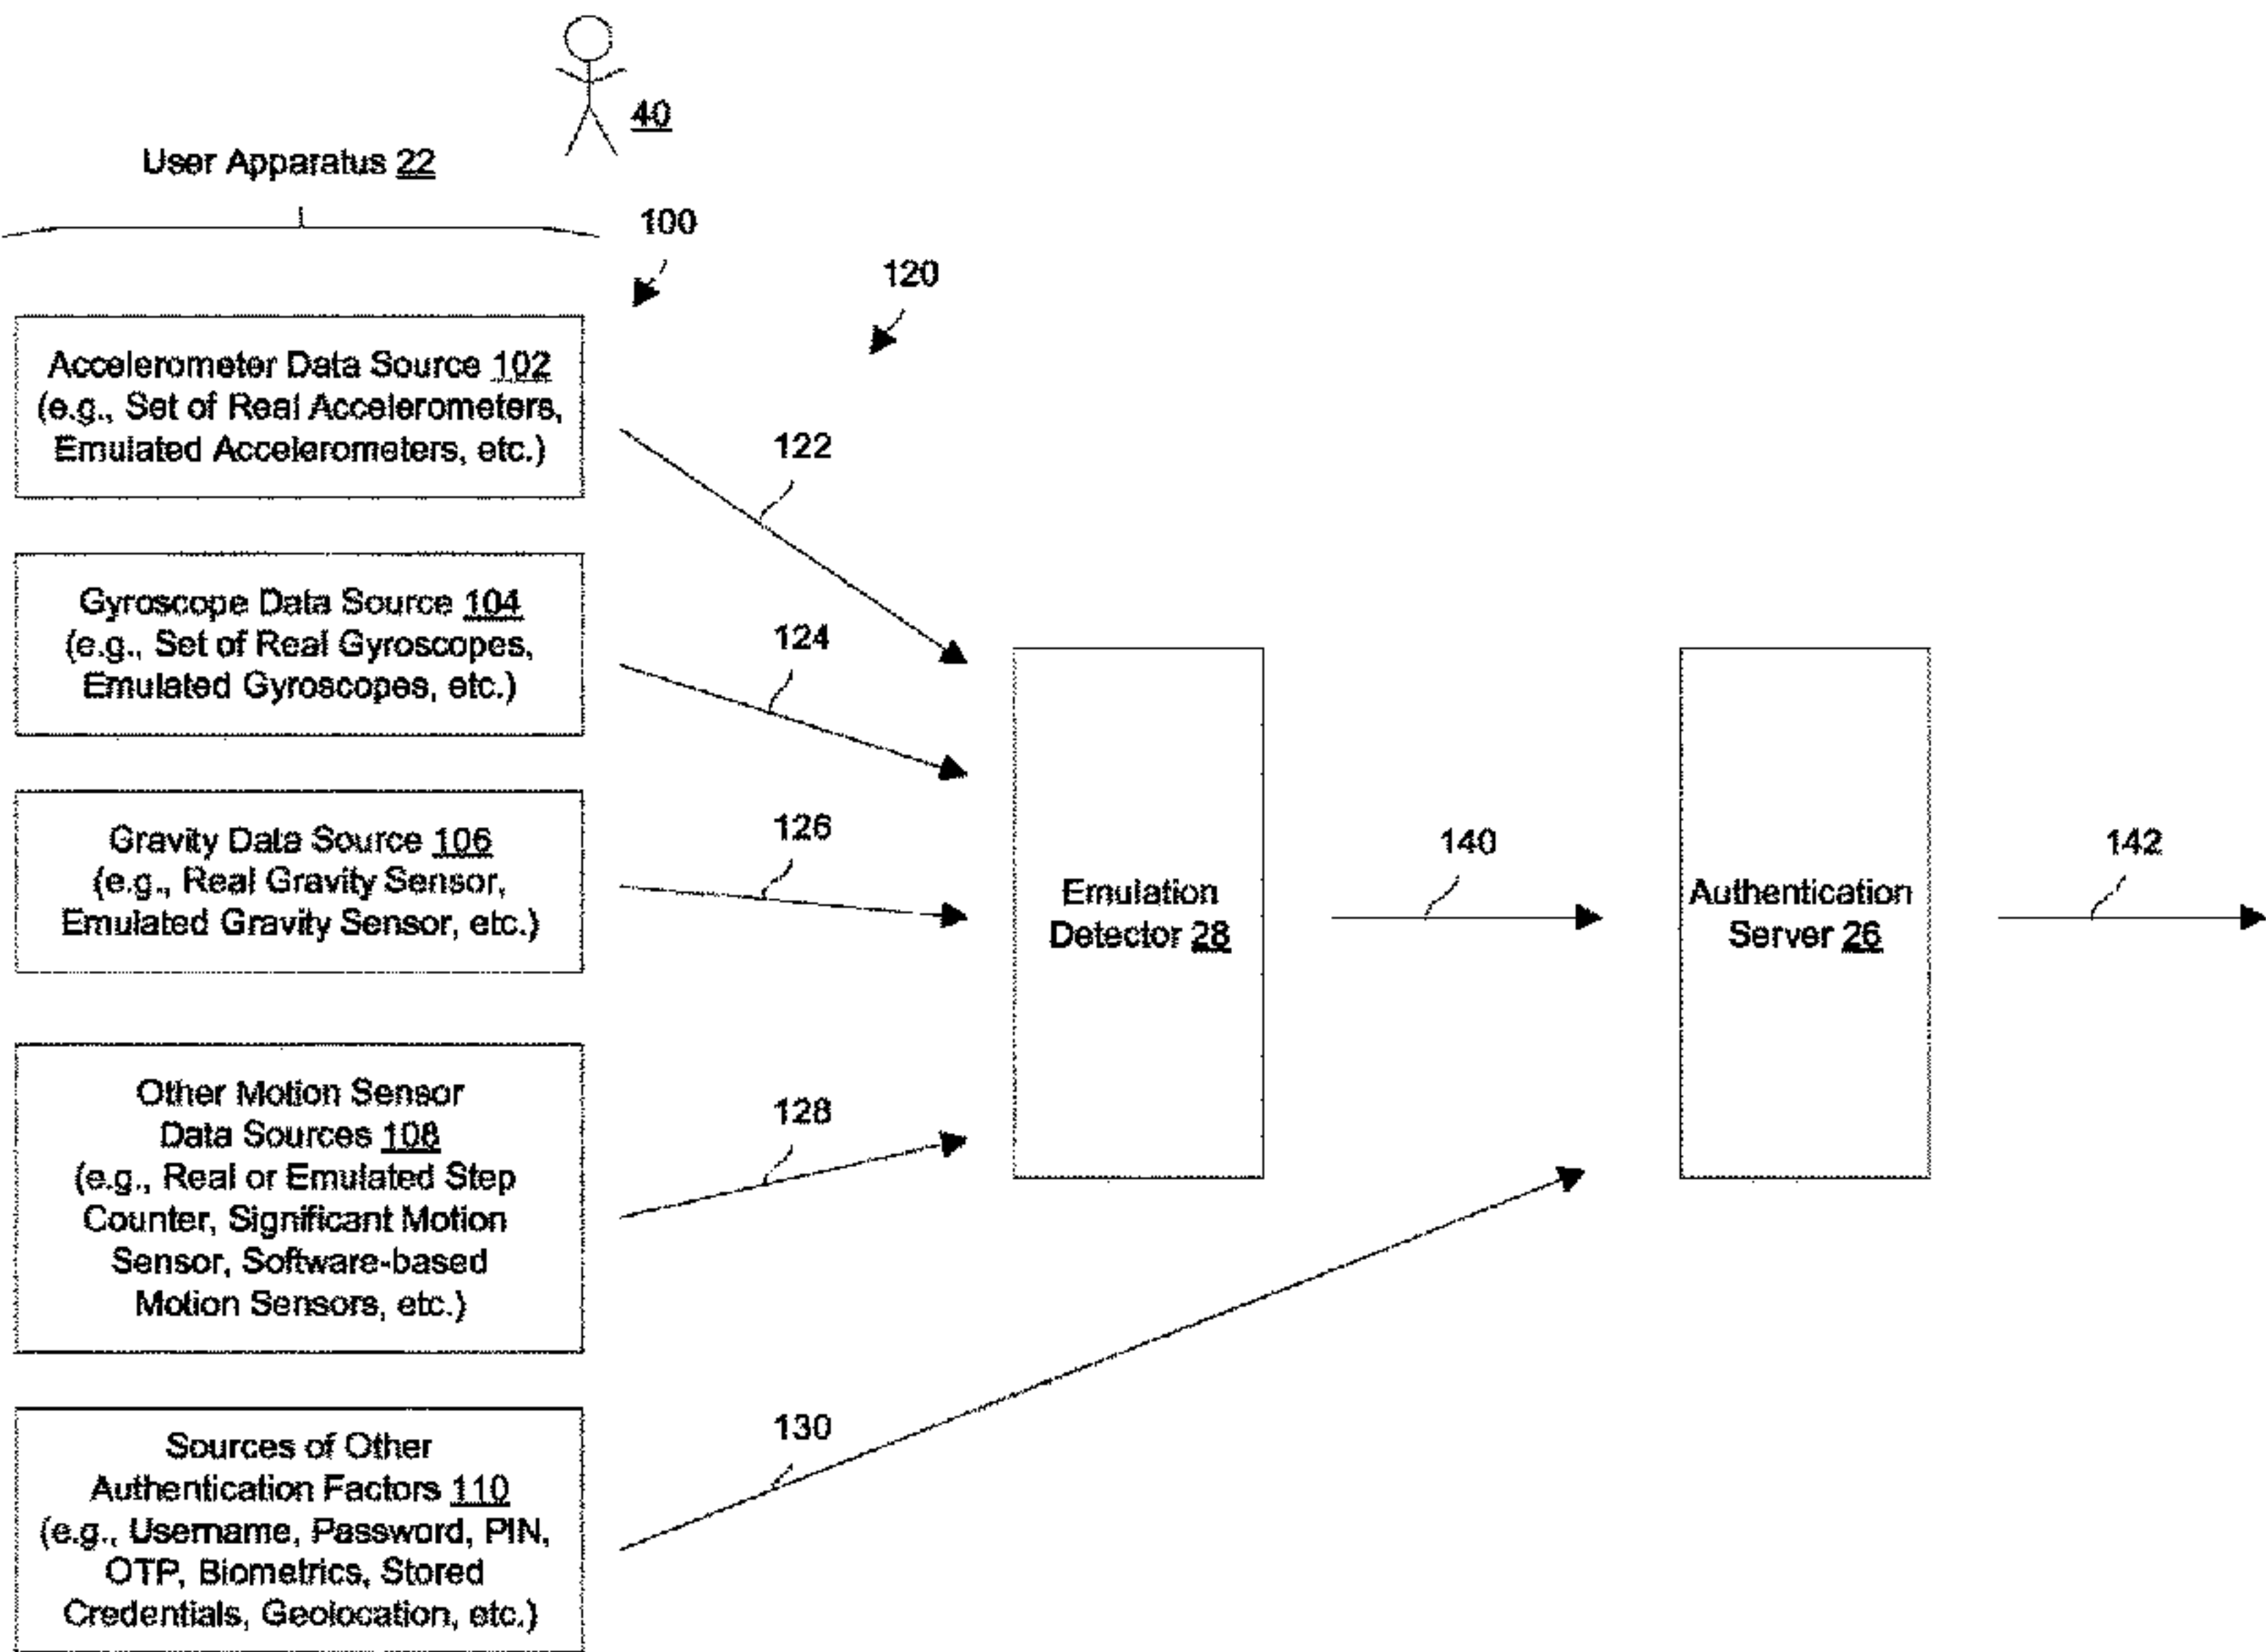 40
User Apparatus 22
100
120
Accelerometer Data Source 102
(e.g., Set of Real Accelerometers,
Emulated Accelerometers, etc.)
122
Gyroscope Data Source 104
(e.g., Set of Real Gyroscopes,
Emulated Gyroscopes, etc.)
124
Gravity Data Source 106
(e.g., Real Gravity Sensor,
Emulated Gravity Sensor, etc.)
126
Emulation
Detector 28
140
Authentication
Server 26
142
Other Motion Sensor
Data Sources 108
(e.g., Real or Emulated Step
Counter, Significant Motion
Sensor, Software-based
Motion Sensors, etc.)
128
Sources of Other
Authentication Factors 110
(e.g., Username, Password, PIN,
OTP, Biometrics, Stored
Credentials, Geolocation, etc.)
130